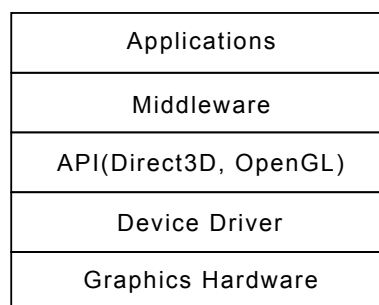 Applications
Middleware
API(Direct3D, OpenGL)
Device Driver
Graphics Hardware